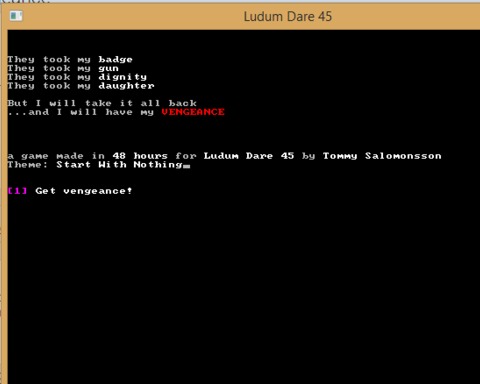 Ludum Dare 45
They took my badge
They took my gun
They took my dignity
They took my daughter
But I will take it all back
...and I will have my VENGEANCE
a game made in 48 hours for Ludum Dare 45 by Tommy Salomonsson
Theme: Start With Nothing
[1] Get vengeance!